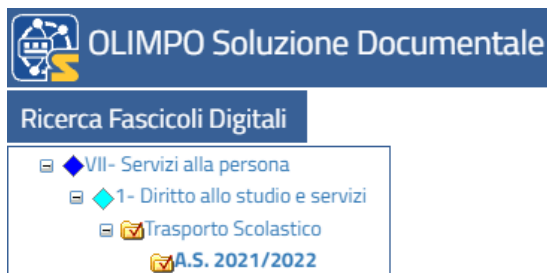 OLIMPO Soluzione Documentale
Ricerca Fascicoli Digitali
VII- Servizi alla persona
1- Diritto allo studio e servizi
Trasporto Scolastico
A.S. 2021/2022